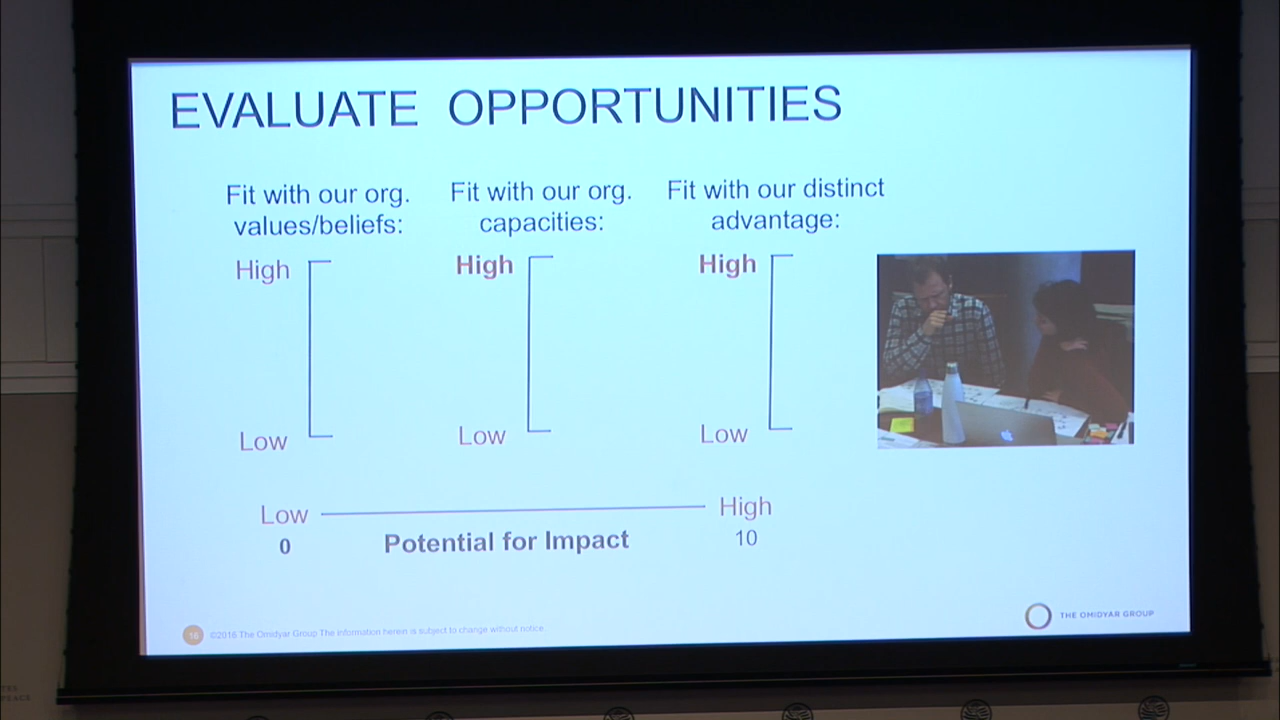 EVALUATE OPPORTUNITIES
Fit with our org.
values/beliefs:
High
Low
Fit with our org.
capacities:
High
Low
Fit with our distinct
advantage:
High
Low
Low
High
0
Potential for Impact
10
16
©2016 The Omidyar Group The information herein is subject to change without notice.
THE OMIDYAR GROUP
PEACE